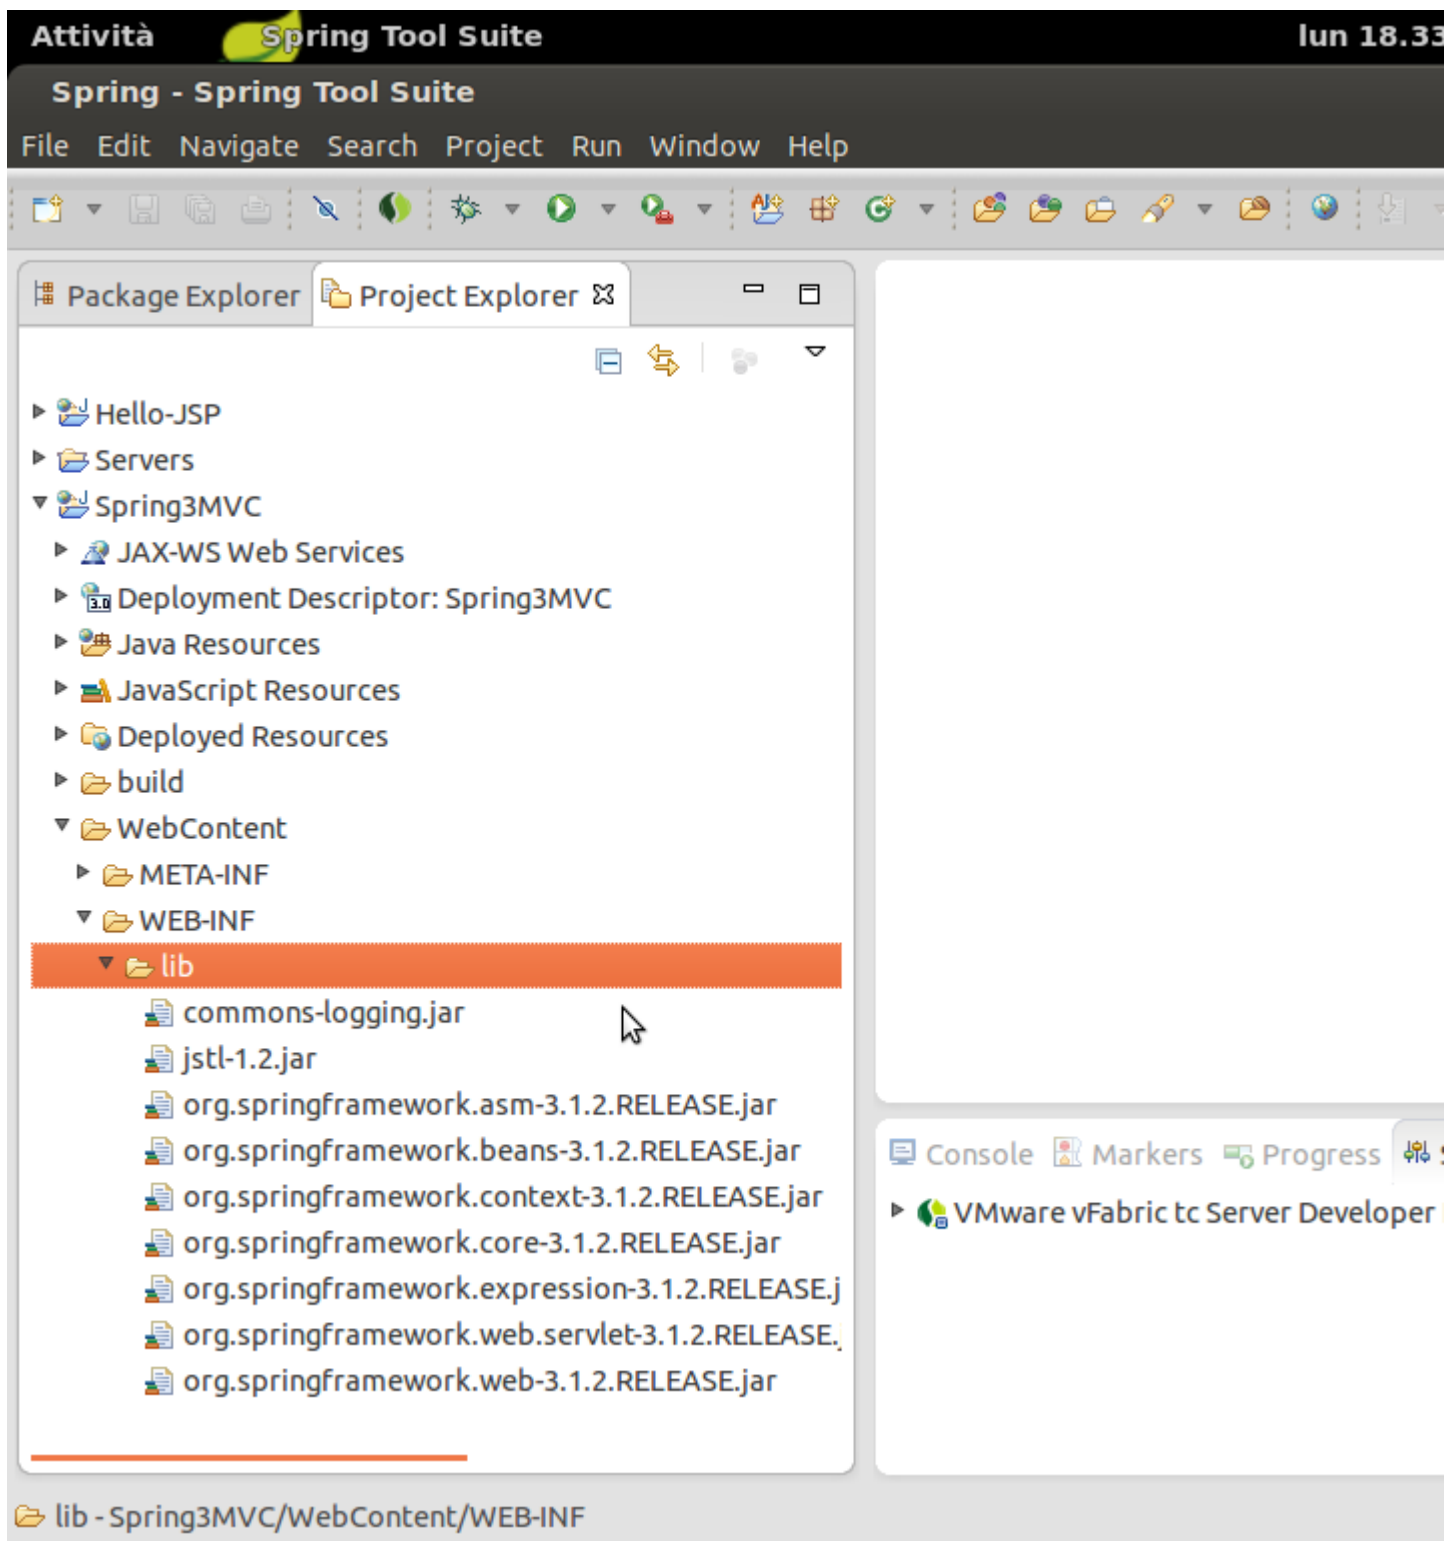 Attività Spring Tool Suite lun 18.33
Spring - Spring Tool Suite
File Edit Navigate Search Project Run Window Help
Package Explorer Project Explorer
Hello-JSP
Servers
Spring3MVC
JAX-WS Web Services
3.0 Deployment Descriptor: Spring3MVC
Java Resources
JavaScript Resources
Deployed Resources
build
WebContent
META-INF
WEB-INF
lib
commons-logging.jar
jstl-1.2.jar
org.springframework.asm-3.1.2.RELEASE.jar
org.springframework.beans-3.1.2.RELEASE.jar
org.springframework.context-3.1.2.RELEASE.jar
org.springframework.core-3.1.2.RELEASE.jar
org.springframework.expression-3.1.2.RELEASE.j
org.springframework.web.servlet-3.1.2.RELEASE.
org.springframework.web-3.1.2.RELEASE.jar
Console Markers Progress
VMware vFabric tc Server Developer
lib - Spring3MVC/WebContent/WEB-INF